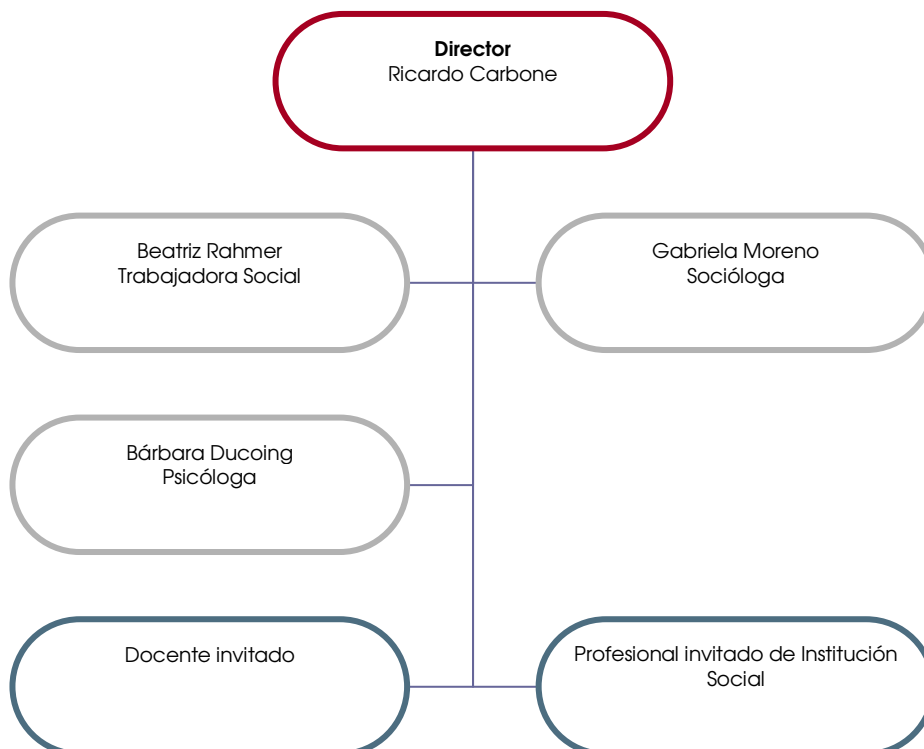 Director
Ricardo Carbone
Beatriz Rahmer
Trabajadora Social
Gabriela Moreno
Socióloga
Bárbara Ducoing
Psicóloga
Docente invitado
Profesional invitado de Institución
Social